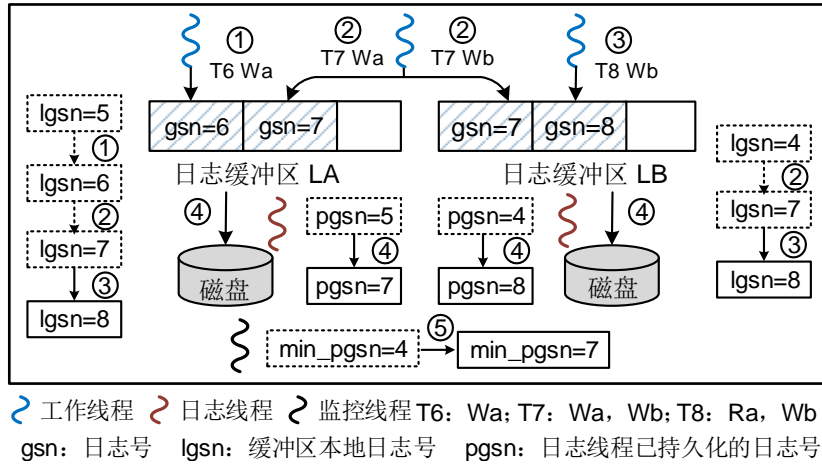 ① ② ② ③
T6 Wa T7 Wa T7 Wb T8 Wb
lgsn=5 gsn=6 gsn=7 gsn=7 gsn=8 lgsn=4
① ②
日志缓冲区 LA 日志缓冲区 LB
lgsn=6 lgsn=7
② ③
④ pgsn=5 pgsn=4 ④
lgsn=7 ④ ④ lgsn=8
③
磁盘 pgsn=7 pgsn=8 磁盘
lgsn=8
⑤
min_pgsn=4 min_pgsn=7
工作线程 日志线程 监控线程 T6：Wa; T7：Wa，Wb; T8：Ra，Wb
gsn：日志号 lgsn：缓冲区本地日志号 pgsn：日志线程已持久化的日志号